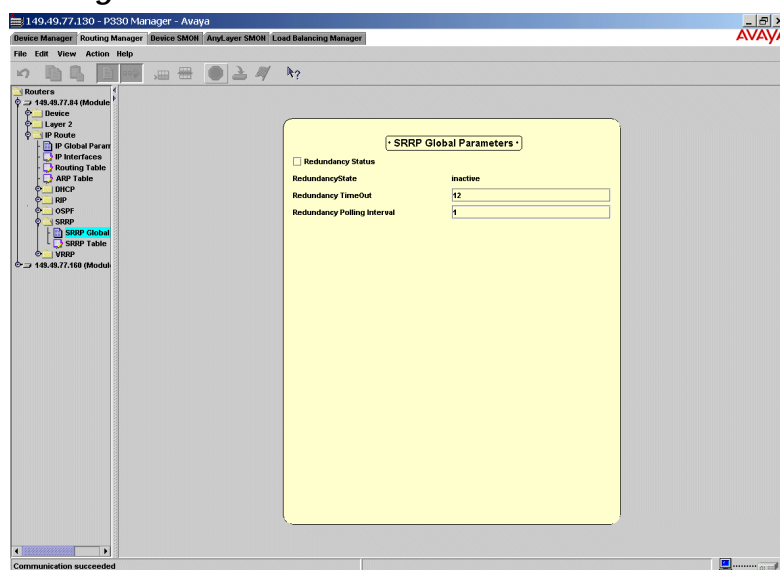 149.49.77.130 - P330 Manager - Avaya
Device Manager Routing Manager Device SMON AnyLayer SMON Load Balancing Manager
AVAYA
File Edit View Action Help
Routers
149.49.77.84 (Module
Device
Layer 2
IP Route
IP Global Param
IP Interfaces
Routing Table
ARP Table
DHCP
RIP
OSPF
SRRP
SRRP Global
SRRP Table
VRRP
149.49.77.160 (Modul
• SRRP Global Parameters •
Redundancy Status
RedundancyState inactive
Redundancy TimeOut 12
Redundancy Polling Interval 1
Communication succeeded